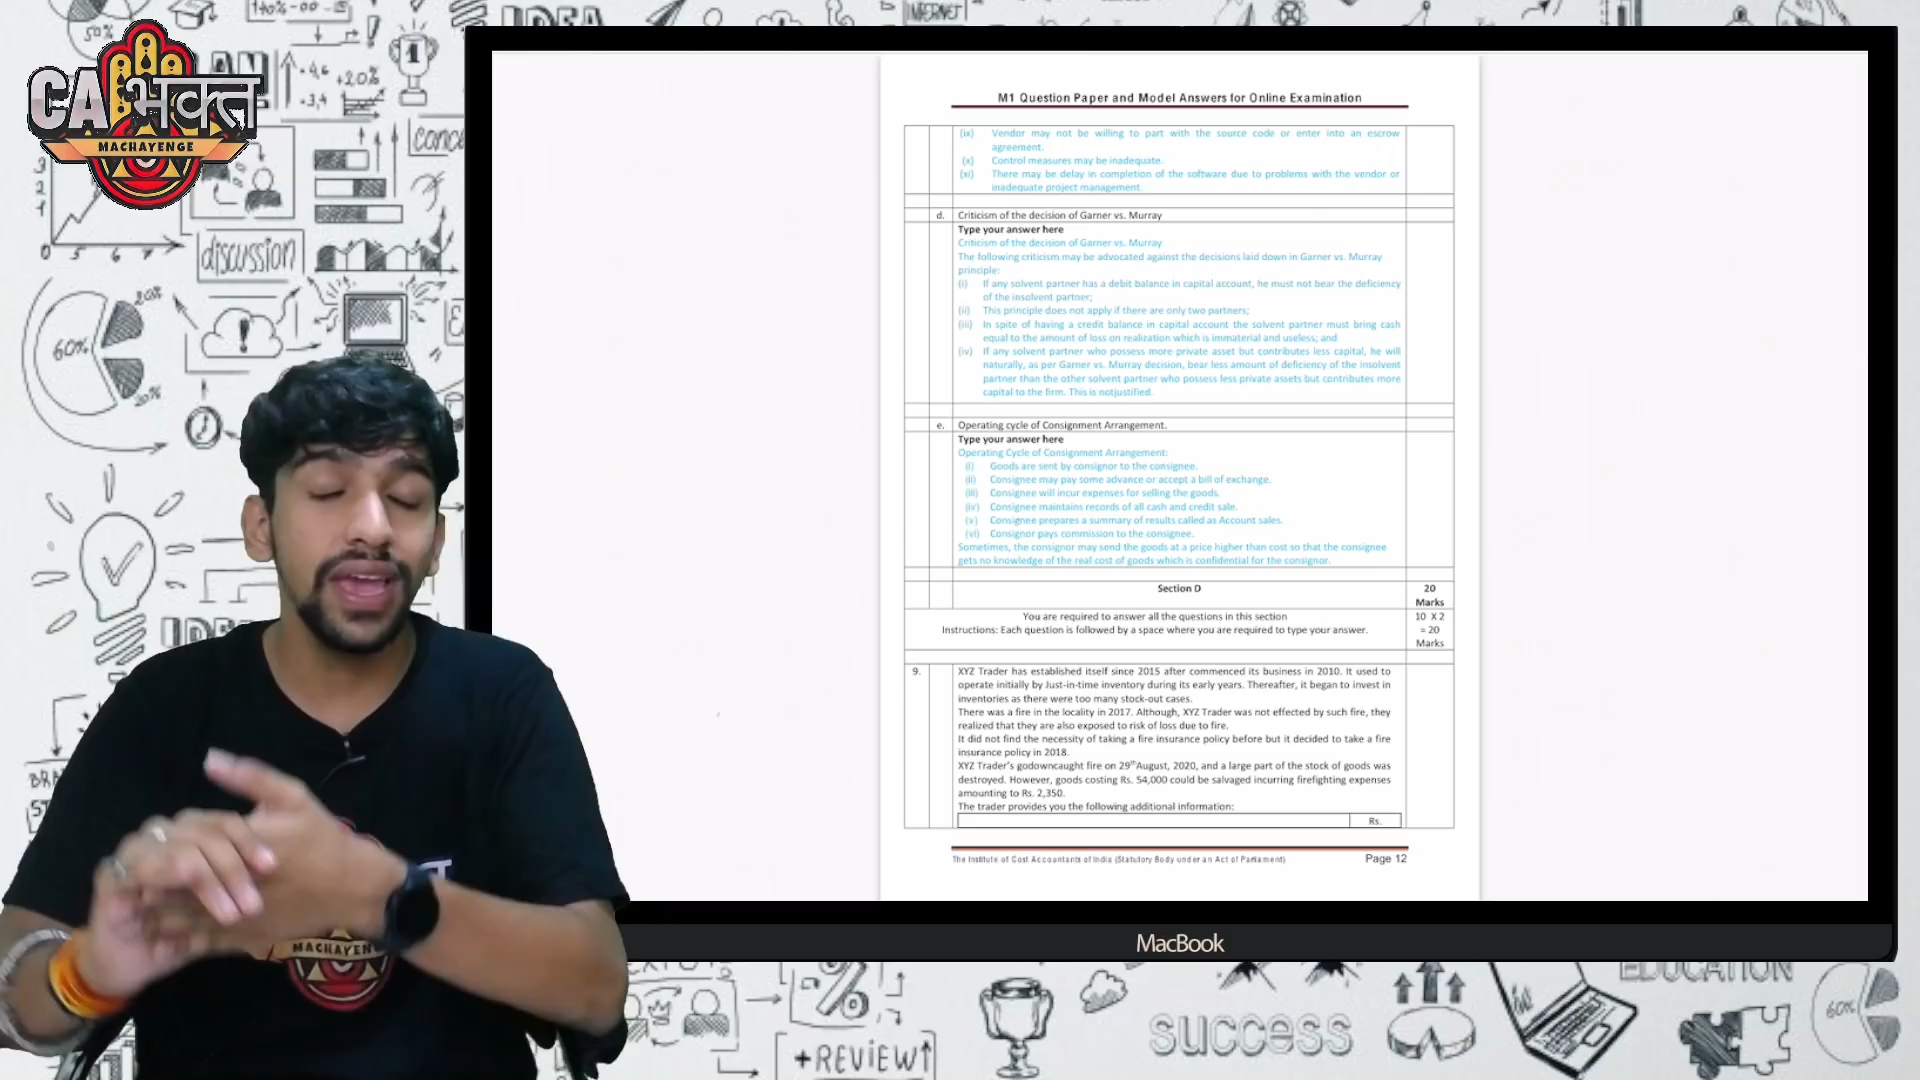 CA भक्त
MACHAYENGE
M1 Question Paper and Model Answers for Online Examination
(ix) Vendor may not be willing to part with the source code or enter into an escrow
agreement.
(x) Control measures may be inadequate.
(xi) There may be delay in completion of the software due to problems with the vendor or
inadequate project management.
d. Criticism of the decision of Garner vs. Murray
Type your answer here
Criticism of the decision of Garner vs. Murray
The following criticism may be advocated against the decisions laid down in Garner vs. Murray
principle:
(i) If any solvent partner has a debit balance in capital account, he must not bear the deficiency
of the insolvent partner;
(ii) This principle does not apply if there are only two partners;
(iii) In spite of having a credit balance in capital account the solvent partner must bring cash
equal to the amount of loss on realization which is immaterial and useless; and
(iv) If any solvent partner who possess more private asset but contributes less capital, he will
naturally, as per Garner vs. Murray decision, bear less amount of deficiency of the insolvent
partner than the other solvent partner who possess less private assets but contributes more
capital to the firm. This is notjustified.
e. Operating cycle of Consignment Arrangement.
Type your answer here
Operating Cycle of Consignment Arrangement:
(i) Goods are sent by consignor to the consignee.
(ii) Consignee may pay some advance or accept a bill of exchange.
(iii) Consignee will incur expenses for selling the goods.
(iv) Consignee maintains records of all cash and credit sale.
(v) Consignee prepares a summary of results called as Account sales.
(vi) Consignor pays commission to the consignee.
Sometimes, the consignor may send the goods at a price higher than cost so that the consignee
gets no knowledge of the real cost of goods which is confidential for the consignor.
Section D 20
Marks
You are required to answer all the questions in this section 10 X 2
Instructions: Each question is followed by a space where you are required to type your answer. = 20
Marks
9. XYZ Trader has established itself since 2015 after commenced its business in 2010. It used to
operate initially by Just-in-time inventory during its early years. Thereafter, it began to invest in
inventories as there were too many stock-out cases.
There was a fire in the locality in 2017. Although, XYZ Trader was not effected by such fire, they
realized that they are also exposed to risk of loss due to fire.
It did not find the necessity of taking a fire insurance policy before but it decided to take a fire
insurance policy in 2018.
XYZ Trader's godowncaught fire on 29th August, 2020, and a large part of the stock of goods was
destroyed. However, goods costing Rs. 54,000 could be salvaged incurring firefighting expenses
amounting to Rs. 2,350.
The trader provides you the following additional information:
Rs.
The Institute of Cost Accountants of India (Statutory Body under an Act of Parliament) Page 12
MacBook
INTERNET
50%
+20%
1
discussion
0 5 6 7
20%
60%
20%
MACHAYEN
EDUCATION
60%
success
+REVIEW